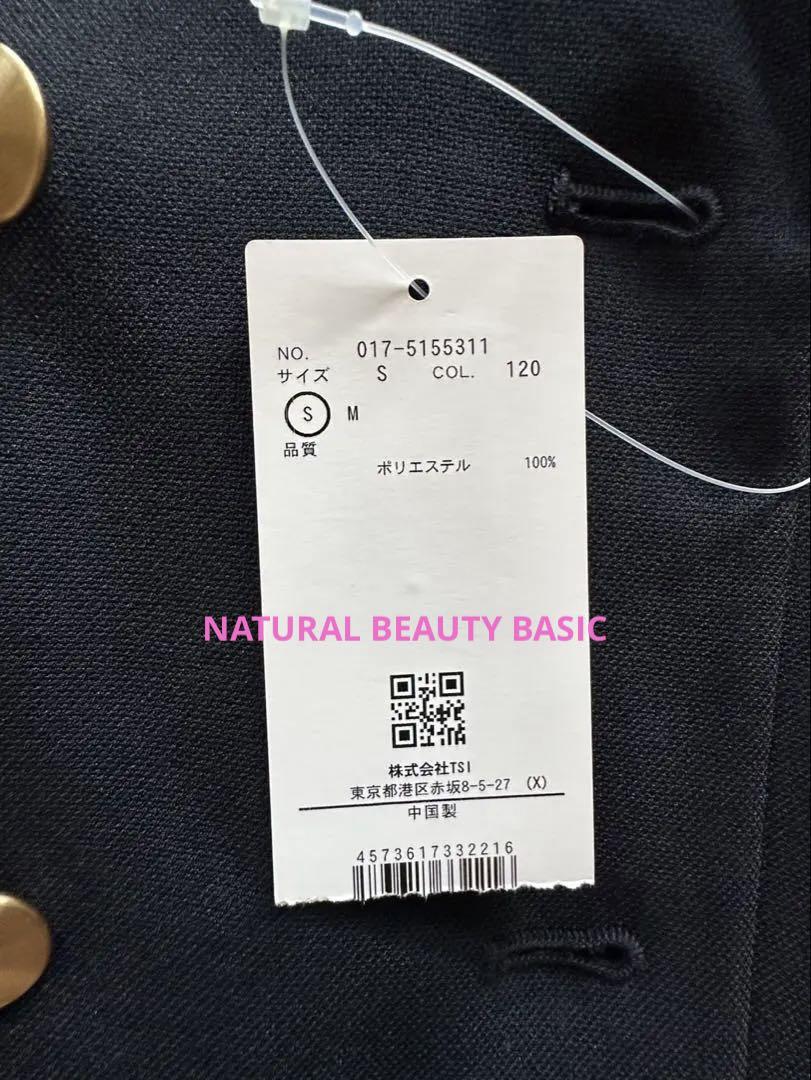 NO. 017-5155311
サイズ S COL. 120
S M
品質
ポリエステル 100%
NATURAL BEAUTY BASIC
株式会社TSI
東京都港区赤坂8-5-27 (X)
中国製
4573617332216